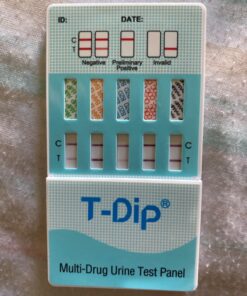 ID: DATE:
C
T
Negative Preliminary Positive Invalid
C C
T T
T-Dip®
Multi-Drug Urine Test Panel